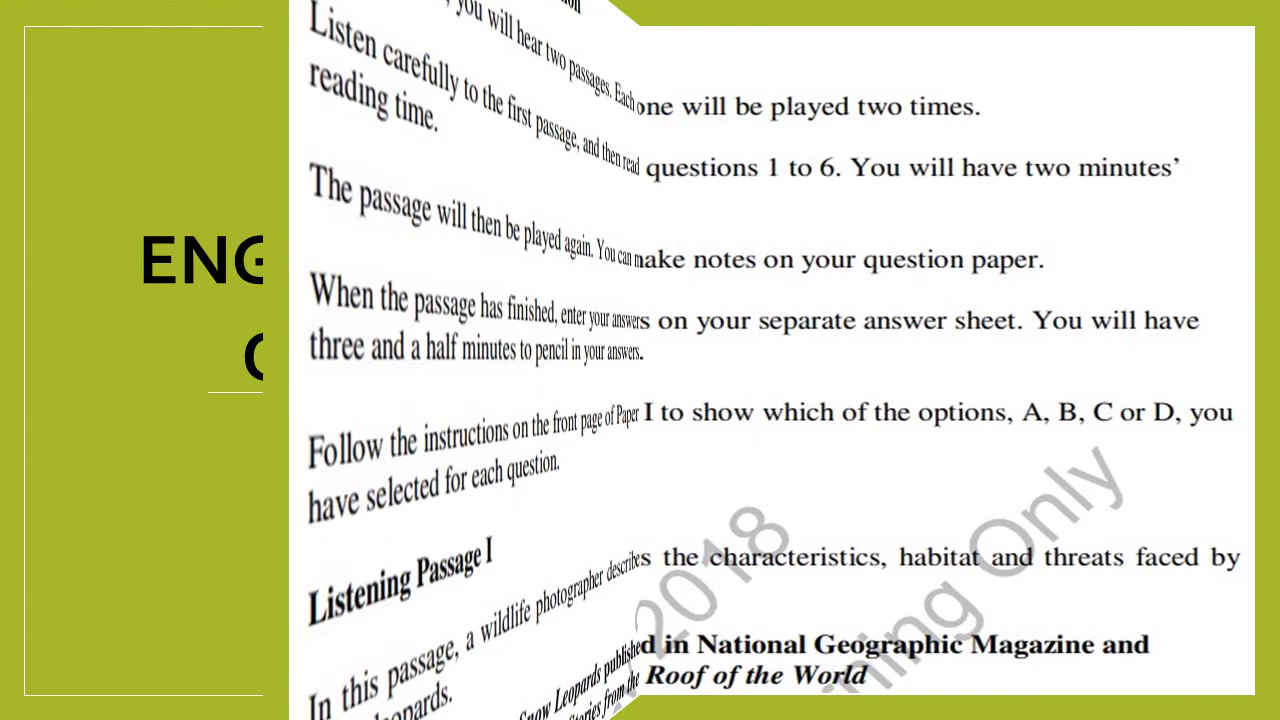 ENG
you will hear two passages. Each one will be played two times.
Listen carefully to the first passage, and then read questions 1 to 6. You will have two minutes’
reading time.
The passage will then be played again. You can make notes on your question paper.
When the passage has finished, enter your answers on your separate answer sheet. You will have
three and a half minutes to pencil in your answers.
Follow the instructions on the front page of Paper I to show which of the options, A, B, C or D, you
have selected for each question.
Listening Passage I
In this passage, a wildlife photographer describes the characteristics, habitat and threats faced by
Snow Leopards published in National Geographic Magazine and
Stories from the Roof of the World
2018
ning Only